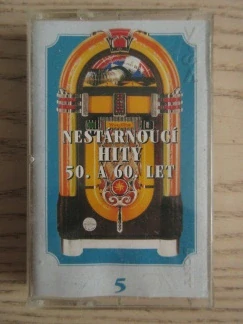 NESTÁRNOUCÍ
HITY
50. A 60. LET
5